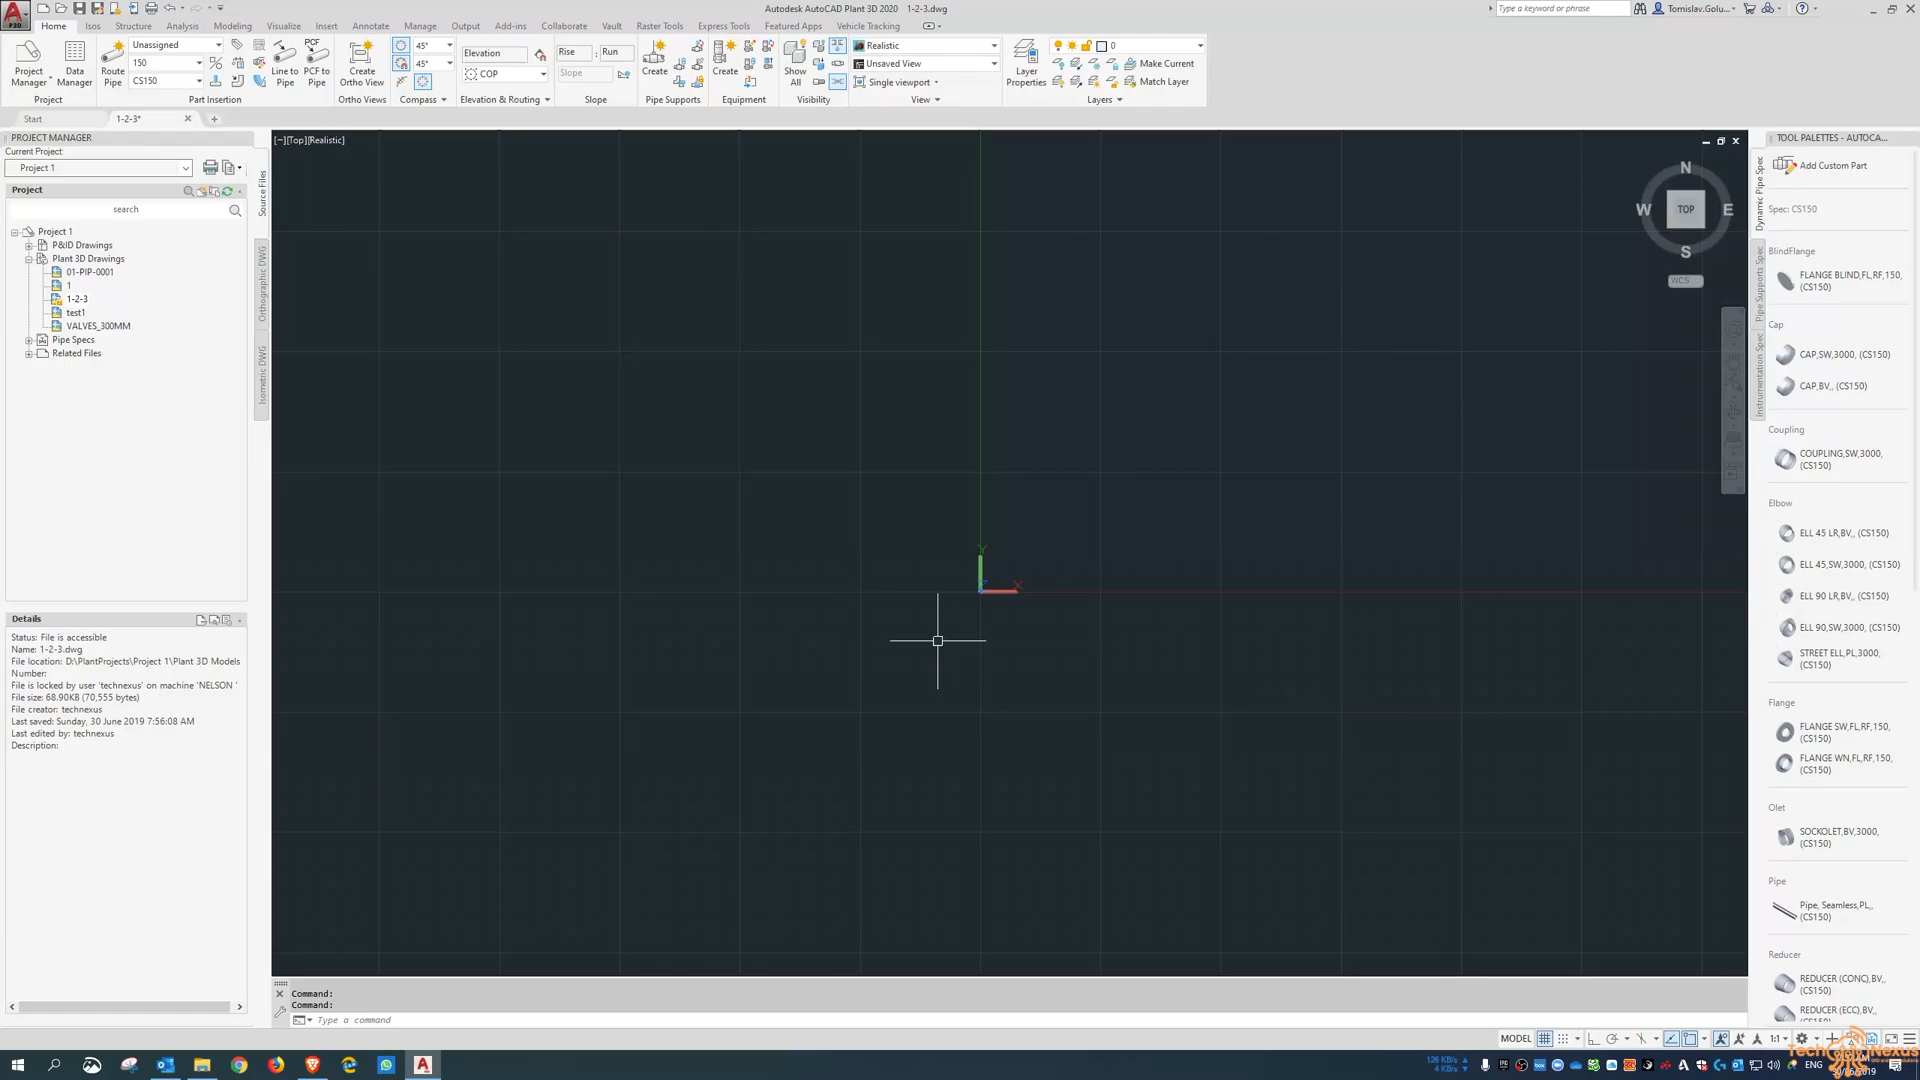 Autodesk AutoCAD Plant 3D 2020 1-2-3.dwg
Type a keyword or phrase
Tomislav.Golu...
Home Isos Structure Analysis Modeling Visualize Insert Annotate Manage Output Add-ins Collaborate Vault Raster Tools Express Tools Featured Apps Vehicle Tracking
Project Manager
Data Manager
Route Pipe
Unassigned
150
CS150
Line to Pipe
PCF to Pipe
Create Ortho View
45°
45°
Elevation
COP
Rise : Run
Slope
Create
Create
Show All
Realistic
Unsaved View
Single viewport
Layer Properties
0
Make Current
Match Layer
Project
Part Insertion
Ortho Views
Compass
Elevation & Routing
Slope
Pipe Supports
Equipment
Visibility
View
Layers
Start
1-2-3*
PROJECT MANAGER
Current Project:
Project 1
Project
search
Project 1
P&ID Drawings
Plant 3D Drawings
01-PIP-0001
1
1-2-3
test1
VALVES_300MM
Pipe Specs
Related Files
Source Files
Orthographic DWG
Isometric DWG
Details
Status: File is accessible
Name: 1-2-3.dwg
File location: D:\PlantProjects\Project 1\Plant 3D Models
Number:
File is locked by user 'technexus' on machine 'NELSON '
File size: 68.90KB (70,555 bytes)
File creator: technexus
Last saved: Sunday, 30 June 2019 7:56:08 AM
Last edited by: technexus
Description:
[−][Top][Realistic]
Y
X
N
W
TOP
E
S
WCS
Command:
Command:
Type a command
TOOL PALETTES - AUTOCA...
Dynamic Pipe Spec
Pipe Supports Spec
Instrumentation Spec
Add Custom Part
Spec: CS150
BlindFlange
FLANGE BLIND,FL,RF,150,
(CS150)
Cap
CAP,SW,3000, (CS150)
CAP,BV,, (CS150)
Coupling
COUPLING,SW,3000,
(CS150)
Elbow
ELL 45 LR,BV,, (CS150)
ELL 45,SW,3000, (CS150)
ELL 90 LR,BV,, (CS150)
ELL 90,SW,3000, (CS150)
STREET ELL,PL,3000,
(CS150)
Flange
FLANGE SW,FL,RF,150,
(CS150)
FLANGE WN,FL,RF,150,
(CS150)
Olet
SOCKOLET,BV,3000,
(CS150)
Pipe
Pipe, Seamless,PL,,
(CS150)
Reducer
REDUCER (CONC),BV,,
(CS150)
REDUCER (ECC),BV,,
MODEL
1:1
126 KB/s
4 KB/s
ENG
30/06/2019